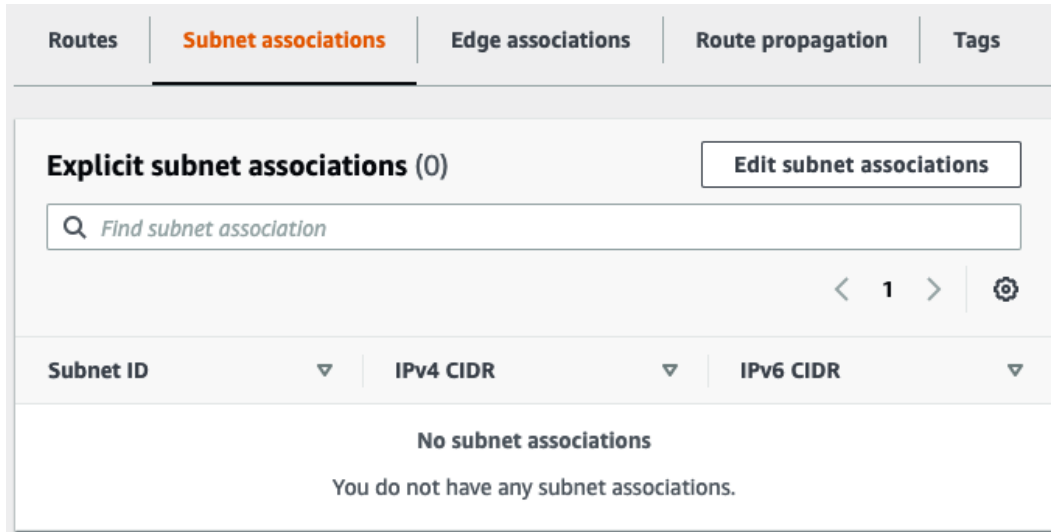 Routes Subnet associations Edge associations Route propagation Tags
Explicit subnet associations (0) Edit subnet associations
Find subnet association
1
Subnet ID IPv4 CIDR IPv6 CIDR
No subnet associations
You do not have any subnet associations.